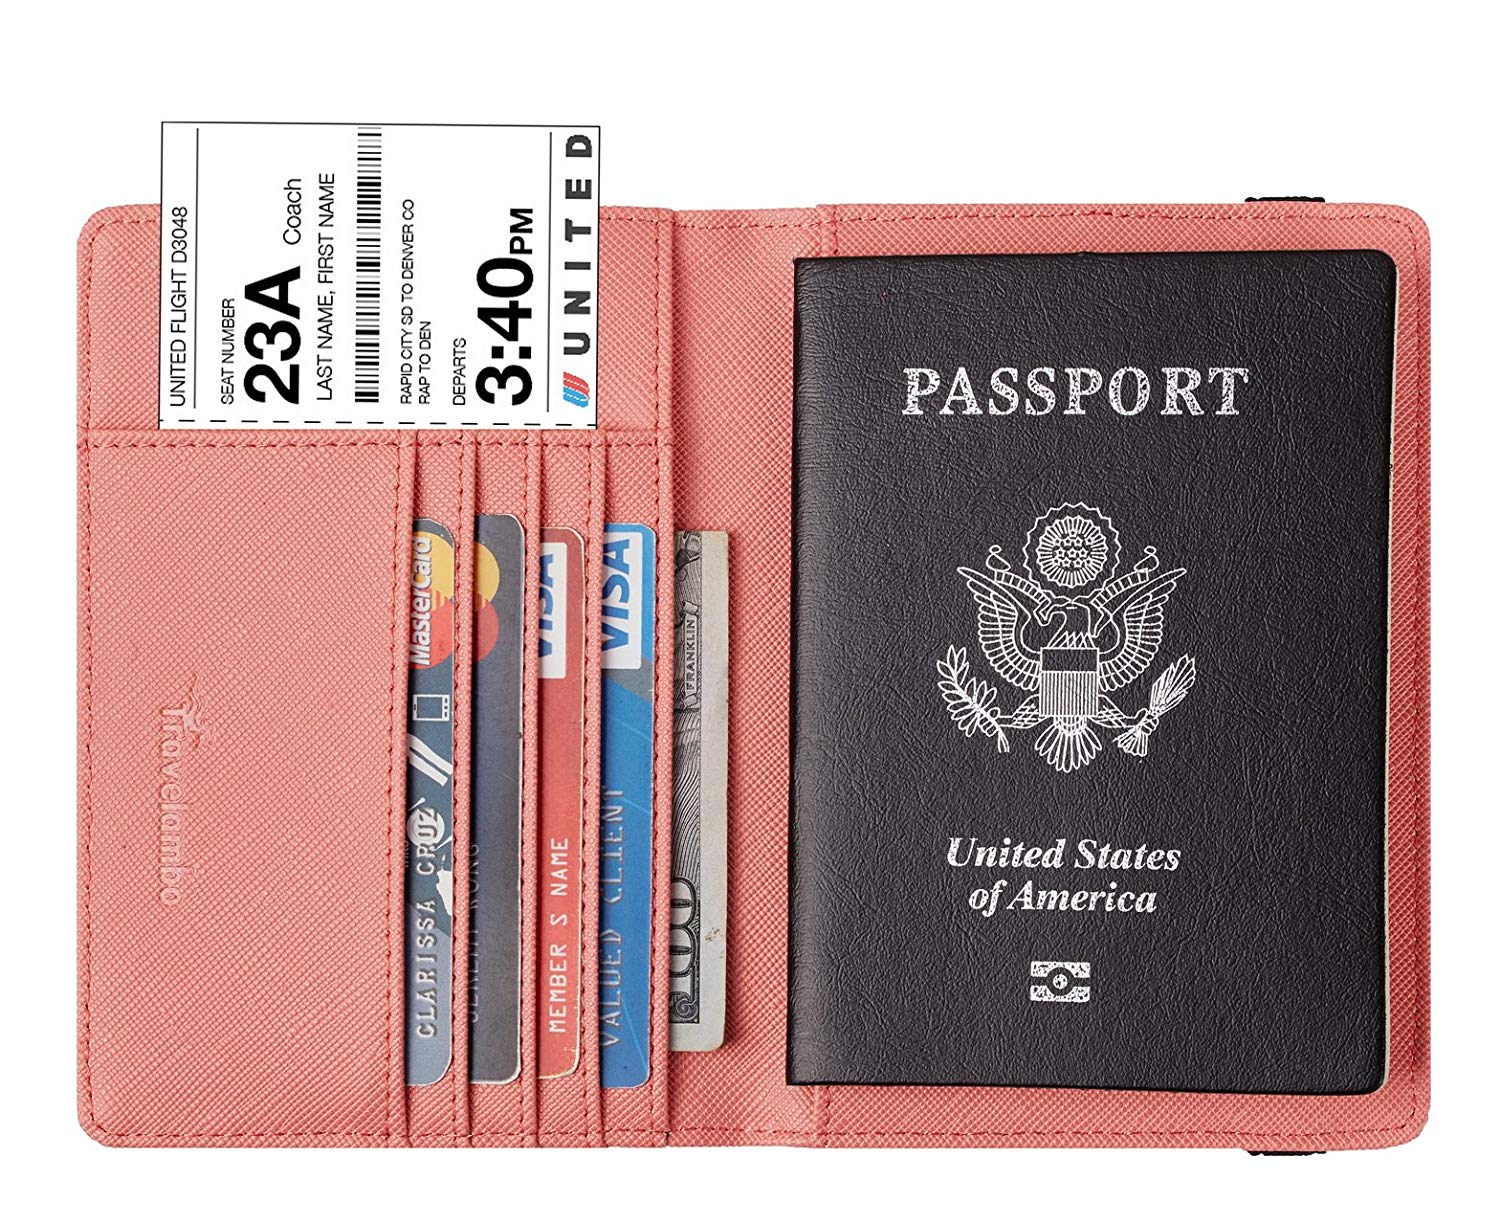 UNITED FLIGHT D3048
SEAT NUMBER
23A Coach
LAST NAME, FIRST NAME
RAPID CITY SD TO DENVER CO
RAP TO DEN
DEPARTS
3:40PM
UNITED
Travelambo
MasterCard
CLARISSA CRUZ
VISA
MEMBER S NAME
VISA
VALUED CLIENT
FRANKLIN
100
PASSPORT
United States
of America